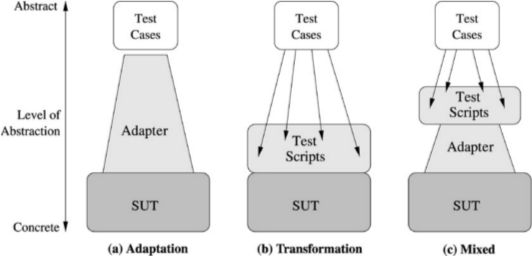 Abstract
Level of
Abstraction
Concrete
Test
Cases
Adapter
SUT
(a) Adaptation
Test
Cases
Test
Scripts
SUT
(b) Transformation
Test
Cases
Test
Scripts
Adapter
SUT
(c) Mixed